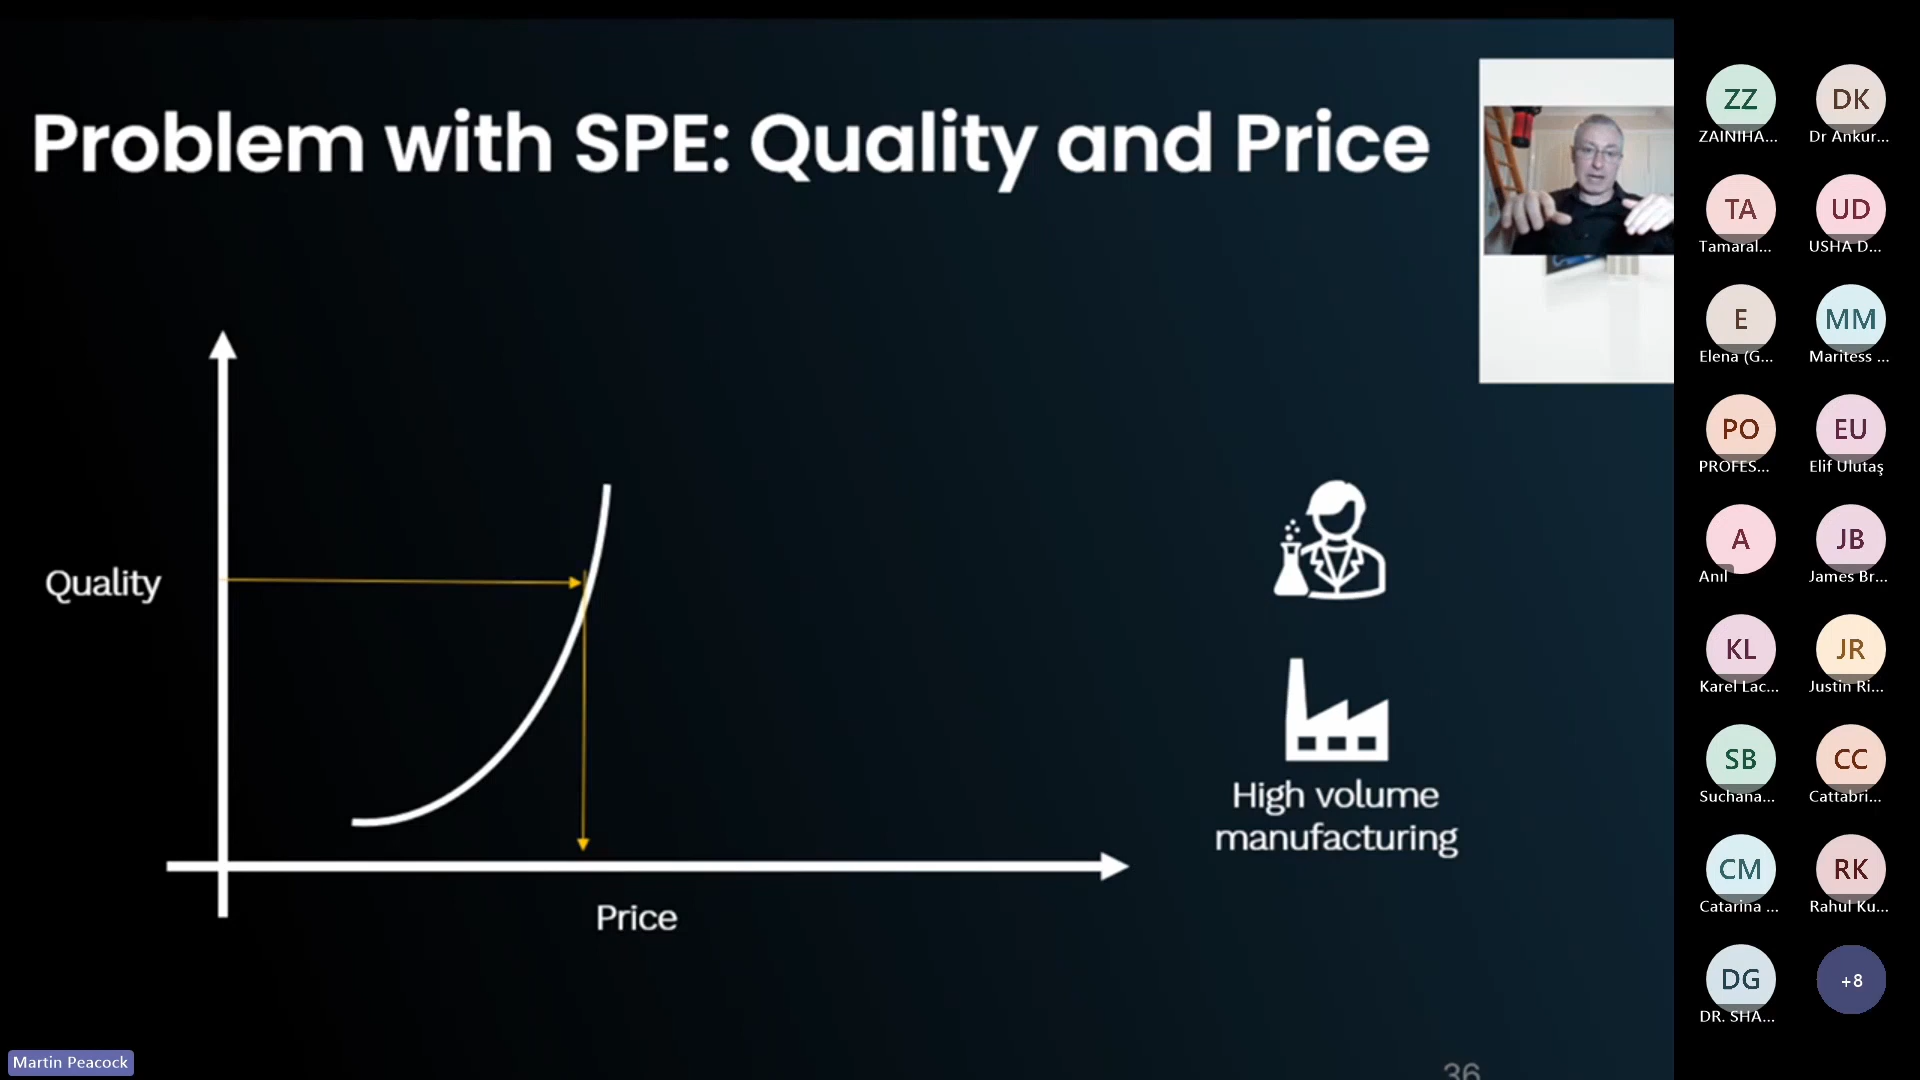 Problem with SPE: Quality and Price
Quality
Price
High volume
manufacturing
36
Martin Peacock
ZZ
ZAINIHA...
DK
Dr Ankur...
TA
Tamaral...
UD
USHA D...
E
Elena (G...
MM
Maritess ...
PO
PROFES...
EU
Elif Ulutaş
A
Anıl
JB
James Br...
KL
Karel Lac...
JR
Justin Ri...
SB
Suchana...
CC
Cattabri...
CM
Catarina ...
RK
Rahul Ku...
DG
DR. SHA...
+8